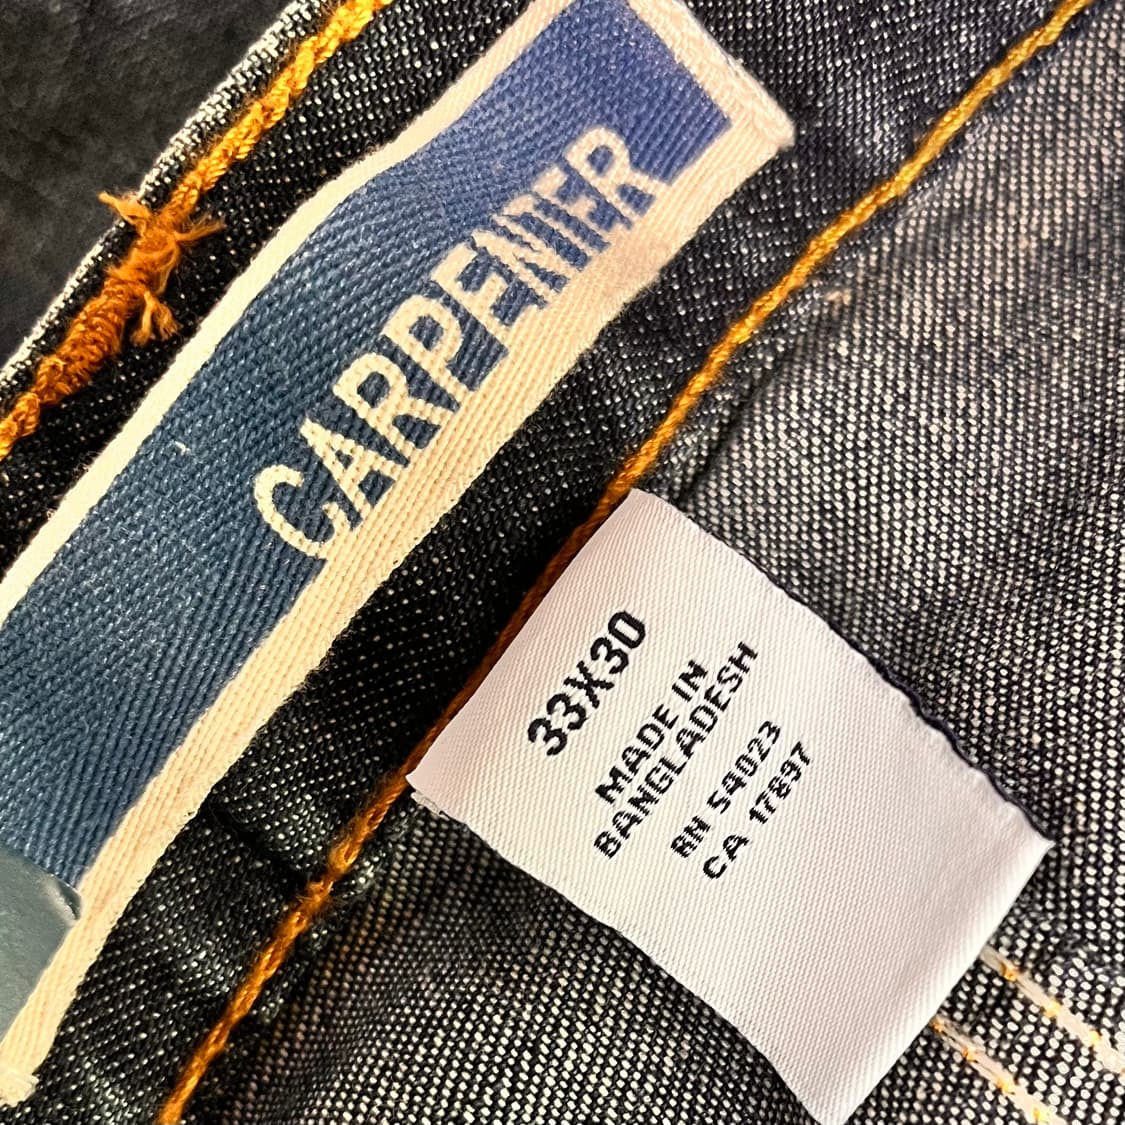 CARPENTER
33X30
MADE IN
BANGLADESH
RN 54023
CA 17897